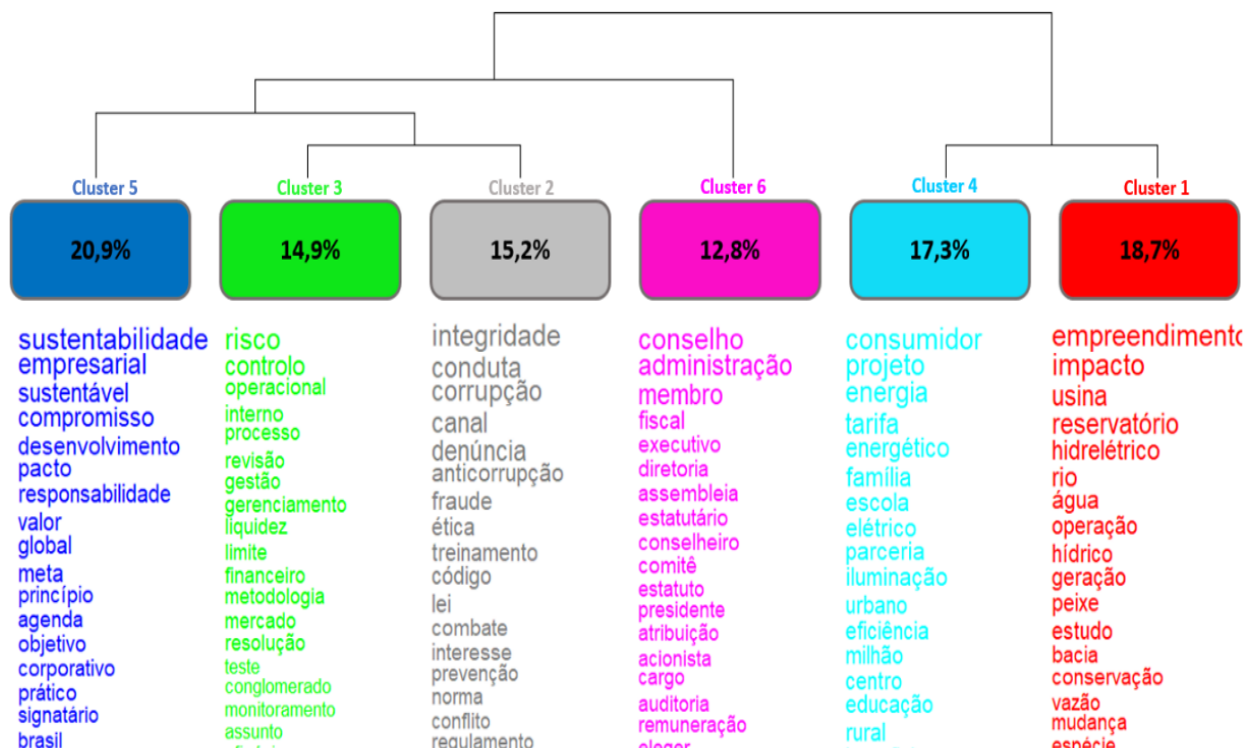 Cluster 5
Cluster 3
Cluster 2
Cluster 6
Cluster 4
Cluster 1
20,9%
14,9%
15,2%
12,8%
17,3%
18,7%
sustentabilidade
empresarial
sustentável
compromisso
desenvolvimento
pacto
responsabilidade
valor
global
meta
princípio
agenda
objetivo
corporativo
prático
signatário
brasil
risco
controlo
operacional
interno
processo
revisão
gestão
gerenciamento
liquidez
limite
financeiro
metodologia
mercado
resolução
teste
conglomerado
monitoramento
assunto
integridade
conduta
corrupção
canal
denúncia
anticorrupção
fraude
ética
treinamento
código
lei
combate
interesse
prevenção
norma
conflito
regulamento
conselho
administração
membro
fiscal
executivo
diretoria
assembleia
estatutário
conselheiro
comitê
estatuto
presidente
atribuição
acionista
cargo
auditoria
remuneração
eleger
consumidor
projeto
energia
tarifa
energético
família
escola
elétrico
parceria
iluminação
urbano
eficiência
milhão
centro
educação
rural
empreendimento
impacto
usina
reservatório
hidrelétrico
rio
água
operação
hídrico
geração
peixe
estudo
bacia
conservação
vazão
mudança
espécie